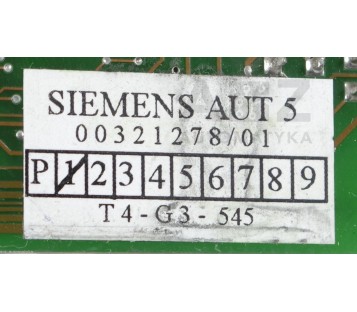 SIEMENS AUT 5
00321278/01
P 1 2 3 4 5 6 7 8 9
T4-G3-545